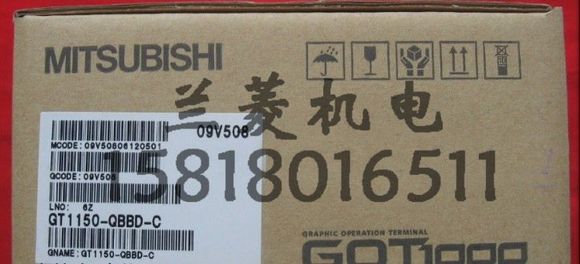 MITSUBISHI
兰菱机电
15818016511
09V508
MCODE: 09V50806120501
GCODE: 09V508
LNO: 6Z
GT1150-QBBD-C
GNAME: GT1150-QBBD-C
GRAPHIC OPERATION TERMINAL
GOT1000